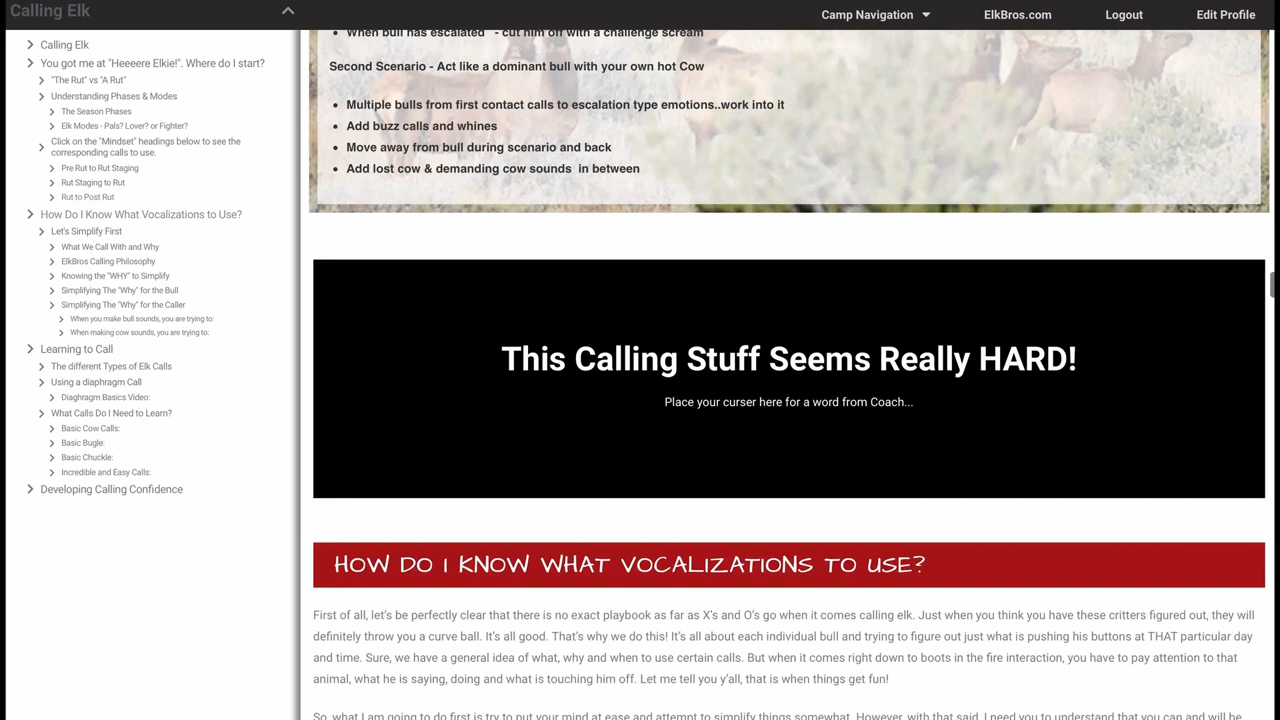 Calling Elk
Camp Navigation
ElkBros.com
Logout
Edit Profile
Calling Elk
You got me at "Heeeere Elkie!". Where do I start?
"The Rut" vs "A Rut"
Understanding Phases & Modes
The Season Phases
Elk Modes - Pals? Lover? or Fighter?
Click on the "Mindset" headings below to see the
corresponding calls to use.
Pre Rut to Rut Staging
Rut Staging to Rut
Rut to Post Rut
How Do I Know What Vocalizations to Use?
Let's Simplify First
What We Call With and Why
ElkBros Calling Philosophy
Knowing the "WHY" to Simplify
Simplifying The "Why" for the Bull
Simplifying The "Why" for the Caller
When you make bull sounds, you are trying to:
When making cow sounds, you are trying to:
Learning to Call
The different Types of Elk Calls
Using a diaphragm Call
Diaphragm Basics Video:
What Calls Do I Need to Learn?
Basic Cow Calls:
Basic Bugle:
Basic Chuckle:
Incredible and Easy Calls:
Developing Calling Confidence
When bull has escalated - cut him off with a challenge scream
Second Scenario - Act like a dominant bull with your own hot Cow
Multiple bulls from first contact calls to escalation type emotions..work into it
Add buzz calls and whines
Move away from bull during scenario and back
Add lost cow & demanding cow sounds in between
This Calling Stuff Seems Really HARD!
Place your curser here for a word from Coach...
HOW DO I KNOW WHAT VOCALIZATIONS TO USE?
First of all, let's be perfectly clear that there is no exact playbook as far as X's and O's go when it comes calling elk. Just when you think you have these critters figured out, they will
definitely throw you a curve ball. It's all good. That's why we do this! It's all about each individual bull and trying to figure out just what is pushing his buttons at THAT particular day
and time. Sure, we have a general idea of what, why and when to use certain calls. But when it comes right down to boots in the fire interaction, you have to pay attention to that
animal, what he is saying, doing and what is touching him off. Let me tell you y'all, that is when things get fun!
So, what I am going to do first is try to put your mind at ease and attempt to simplify things somewhat. However, with that said, I need you to understand that you can and will be